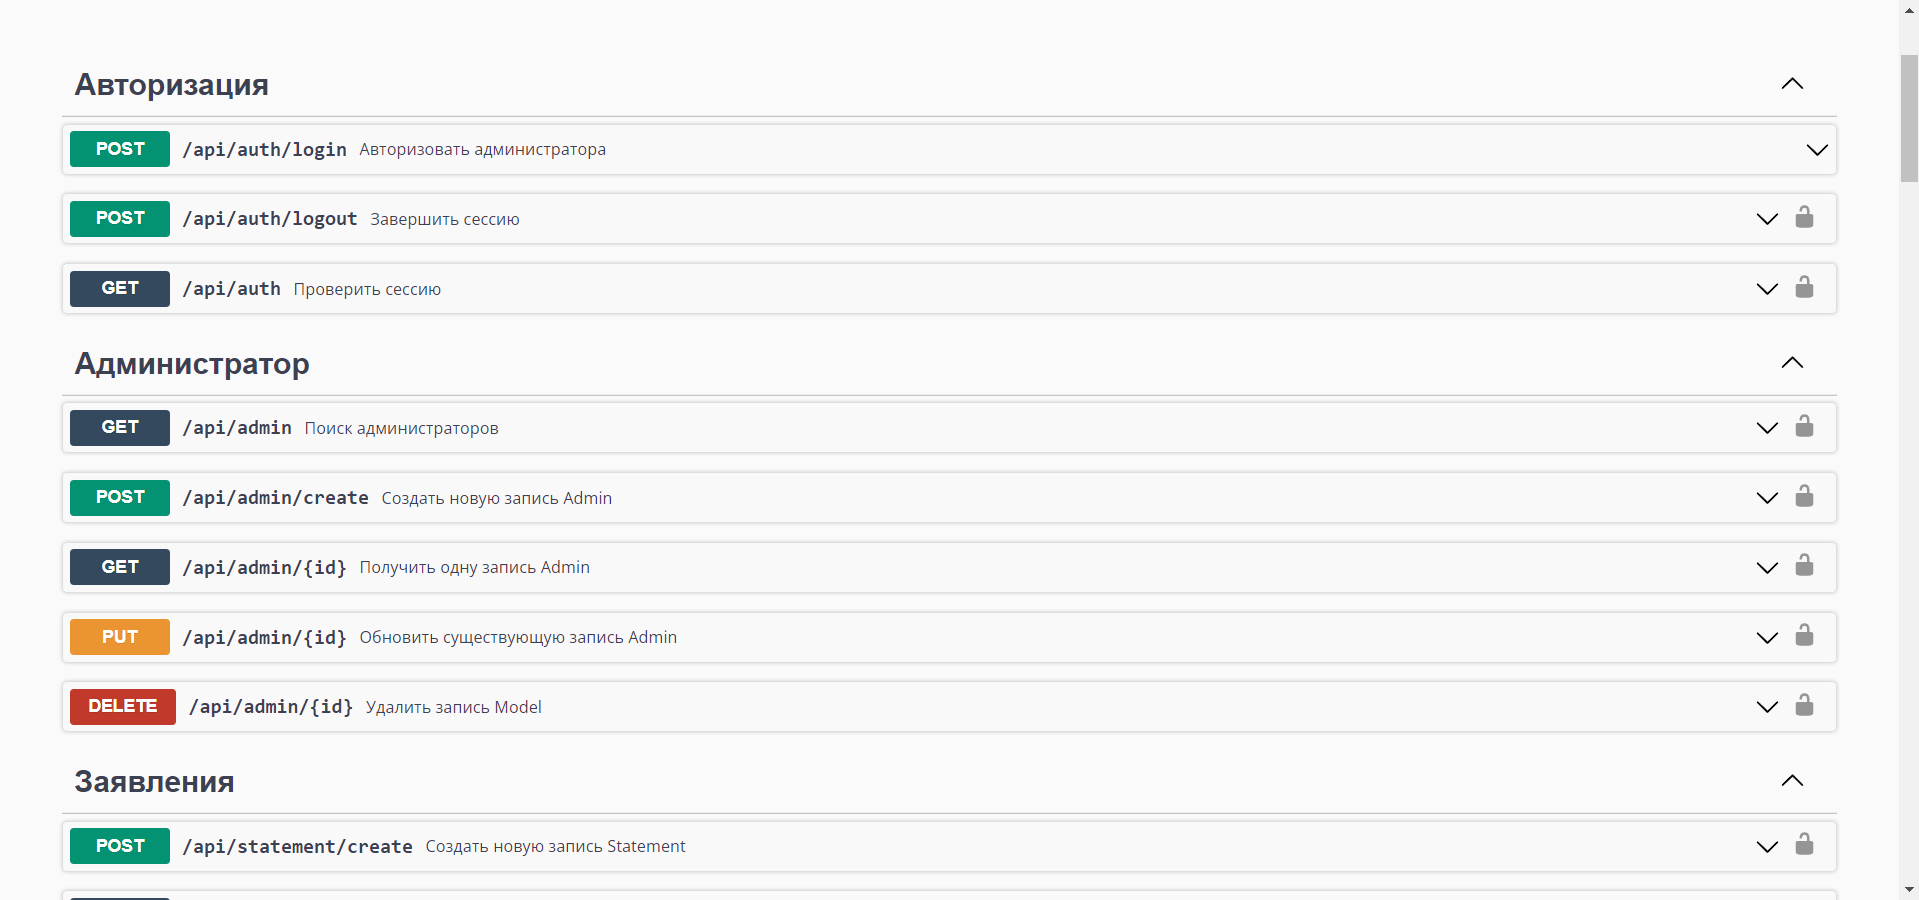 Авторизация
POST /api/auth/login Авторизовать администратора
POST /api/auth/logout Завершить сессию
GET /api/auth Проверить сессию
Администратор
GET /api/admin Поиск администраторов
POST /api/admin/create Создать новую запись Admin
GET /api/admin/{id} Получить одну запись Admin
PUT /api/admin/{id} Обновить существующую запись Admin
DELETE /api/admin/{id} Удалить запись Model
Заявления
POST /api/statement/create Создать новую запись Statement